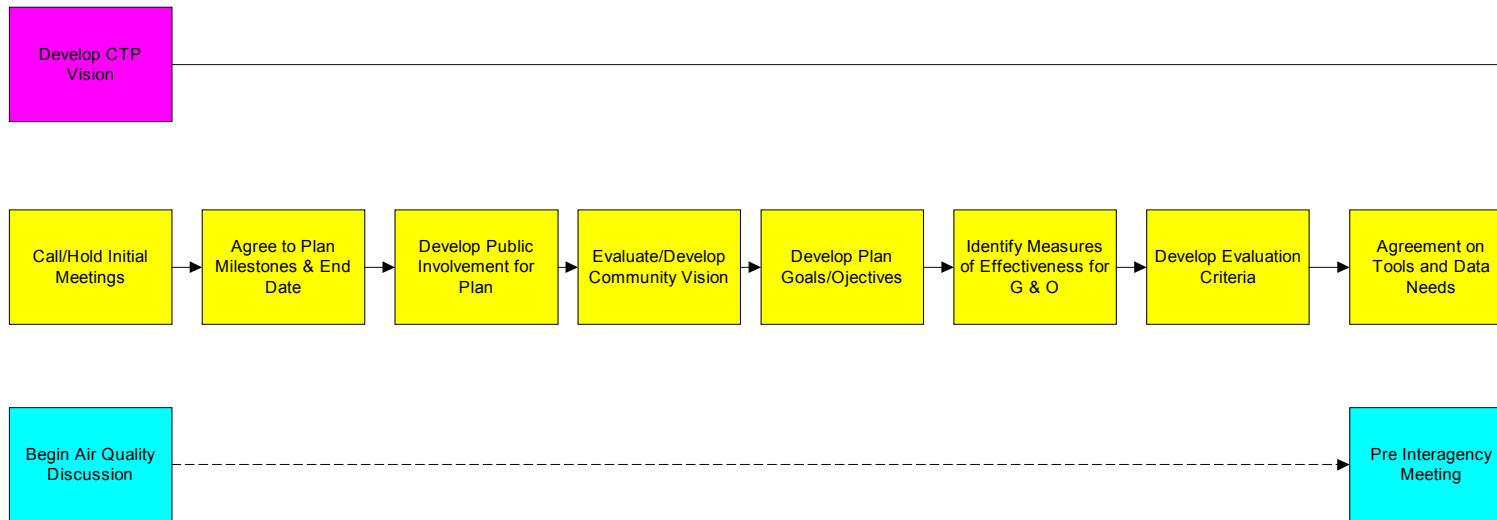 Develop CTP
Vision
Call/Hold Initial
Meetings
Agree to Plan
Milestones & End
Date
Develop Public
Involvement for
Plan
Evaluate/Develop
Community Vision
Develop Plan
Goals/Ojectives
Identify Measures
of Effectiveness for
G & O
Develop Evaluation
Criteria
Agreement on
Tools and Data
Needs
Begin Air Quality
Discussion
Pre Interagency
Meeting